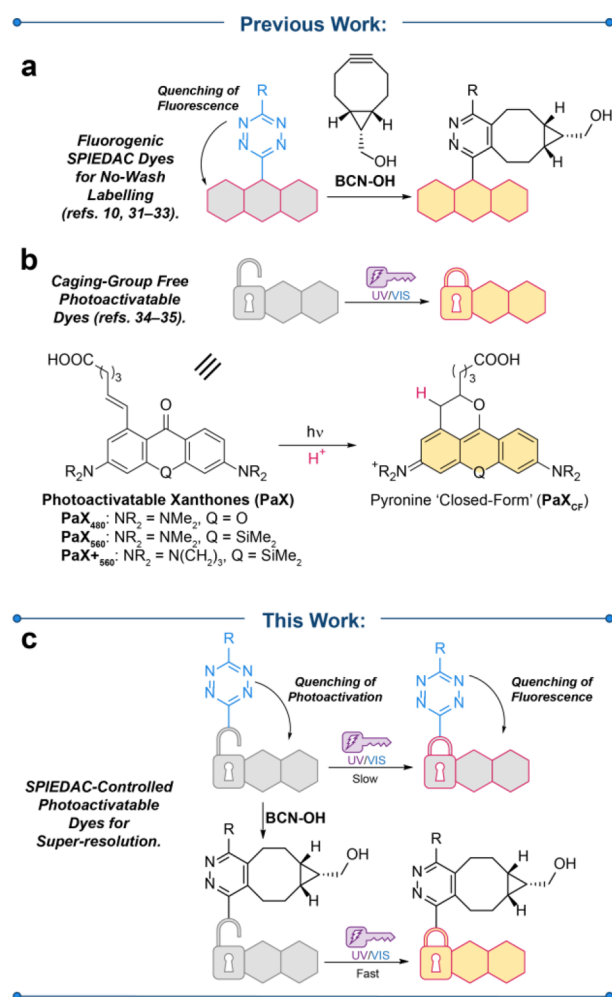 Previous Work:
a
Quenching of
Fluorescence
R
N N
N N
Fluorogenic
SPIEDAC Dyes
for No-Wash
Labelling
(refs. 10, 31–33).
H H
OH
BCN-OH
R
N
N
H
H
OH
b
Caging-Group Free
Photoactivatable
Dyes (refs. 34–35).
UV/VIS
HOOC
( )3
O
R2N Q NR2
hν
H+
COOH
( )3
H
O
+NR2 Q NR2
Photoactivatable Xanthones (PaX)
PaX480: NR2 = NMe2, Q = O
PaX560: NR2 = NMe2, Q = SiMe2
PaX+560: NR2 = N(CH2)3, Q = SiMe2
Pyronine 'Closed-Form' (PaXCF)
This Work:
c
R
N N
N N
Quenching of
Photoactivation
R
N N
N N
Quenching of
Fluorescence
UV/VIS
Slow
SPIEDAC-Controlled
Photoactivatable
Dyes for
Super-resolution.
BCN-OH
R
N
N
H
H
OH
R
N
N
H
H
OH
UV/VIS
Fast